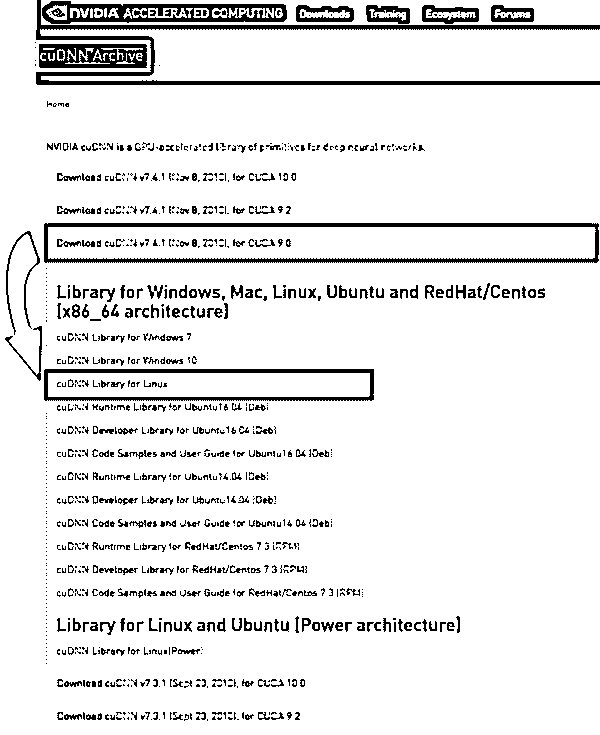 NVIDIA ACCELERATED COMPUTING Downloads Training Ecosystem Forums
cuDNN Archive
Home
NVIDIA cuDNN is a GPU-accelerated library of primitives for deep neural networks.
Download cuDNN v7.4.1 (Nov 8, 2018), for CUDA 10.0
Download cuDNN v7.4.1 (Nov 8, 2018), for CUDA 9.2
Download cuDNN v7.4.1 (Nov 8, 2018), for CUDA 9.0
Library for Windows, Mac, Linux, Ubuntu and RedHat/Centos
(x86_64 architecture)
cuDNN Library for Windows 7
cuDNN Library for Windows 10
cuDNN Library for Linux
cuDNN Runtime Library for Ubuntu16.04 (Deb)
cuDNN Developer Library for Ubuntu16.04 (Deb)
cuDNN Code Samples and User Guide for Ubuntu16.04 (Deb)
cuDNN Runtime Library for Ubuntu14.04 (Deb)
cuDNN Developer Library for Ubuntu14.04 (Deb)
cuDNN Code Samples and User Guide for Ubuntu14.04 (Deb)
cuDNN Runtime Library for RedHat/Centos 7.3 (RPM)
cuDNN Developer Library for RedHat/Centos 7.3 (RPM)
cuDNN Code Samples and User Guide for RedHat/Centos 7.3 (RPM)
Library for Linux and Ubuntu (Power architecture)
cuDNN Library for Linux(Power)
Download cuDNN v7.3.1 (Sept 28, 2018), for CUDA 10.0
Download cuDNN v7.3.1 (Sept 28, 2018), for CUDA 9.2